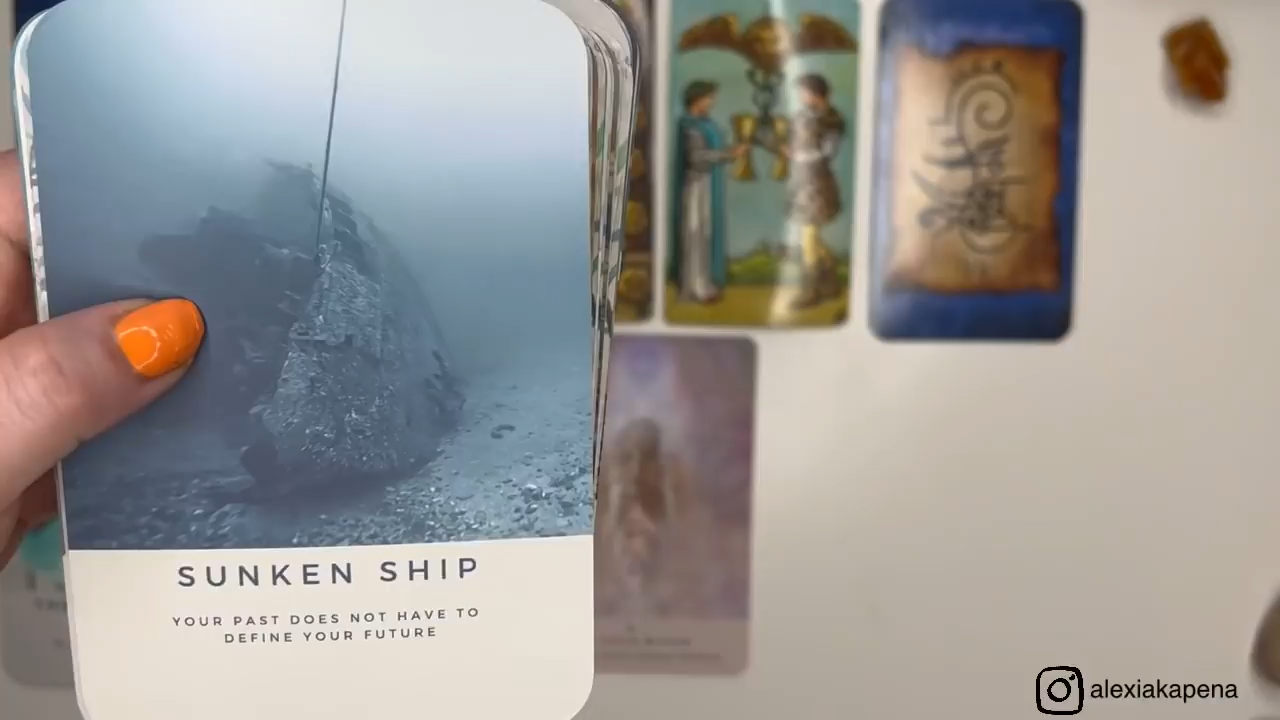 SUNKEN SHIP
YOUR PAST DOES NOT HAVE TO
DEFINE YOUR FUTURE
alexiakapena